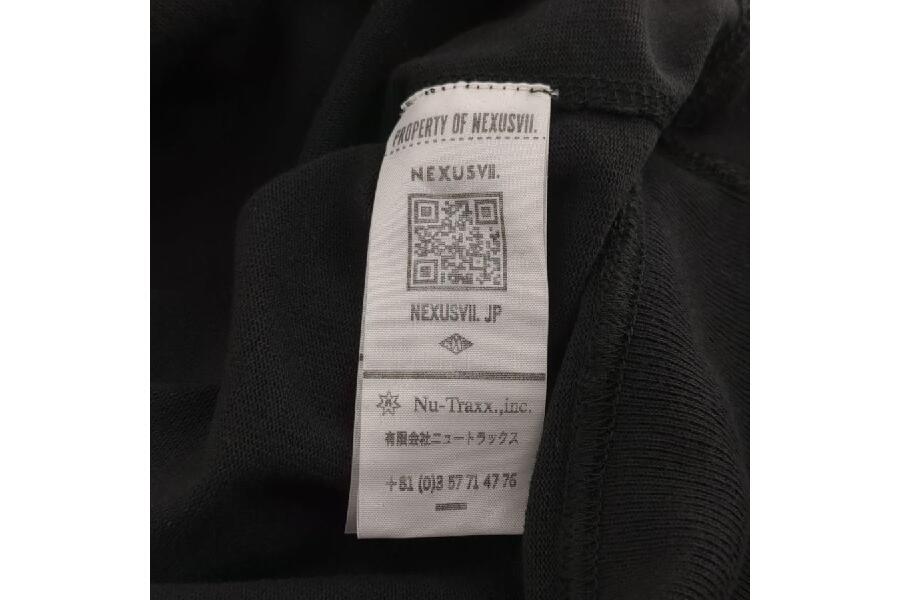 PROPERTY OF NEXUSVII.
NEXUSVII.
NEXUSVII. JP
Nu-Traxx.,inc.
有限会社ニュートラックス
+81 (0)3 57 71 47 76